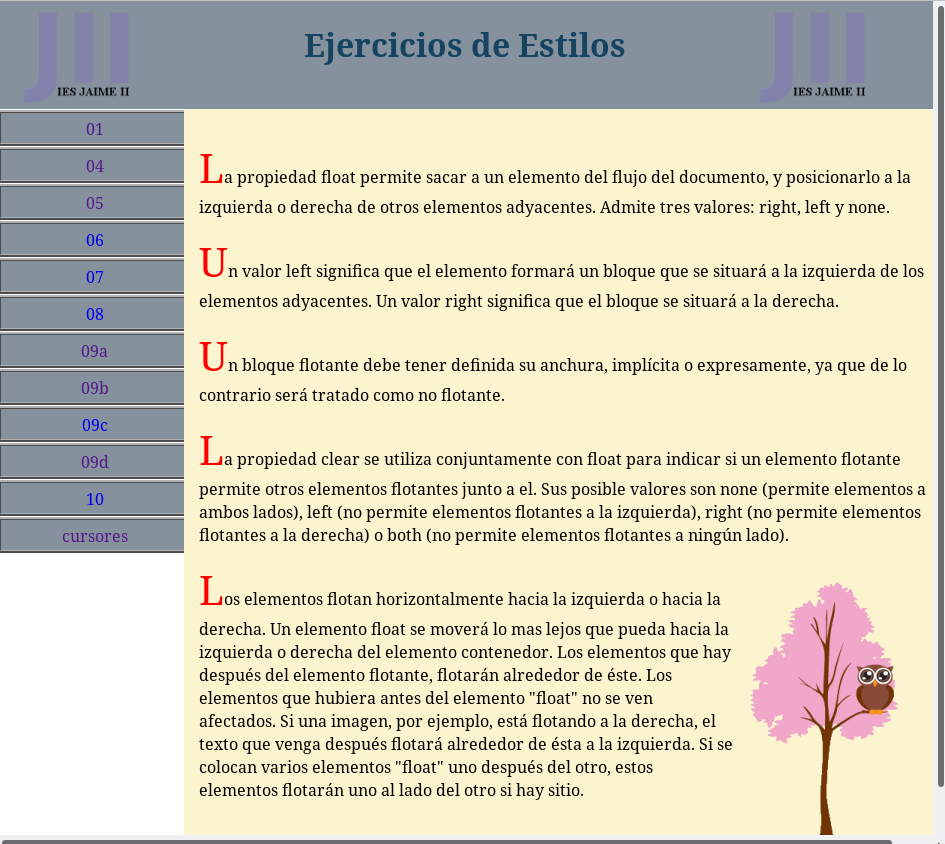 JII
IES JAIME II
Ejercicios de Estilos
JII
IES JAIME II
01
04
05
06
07
08
09a
09b
09c
09d
10
cursores
La propiedad float permite sacar a un elemento del flujo del documento, y posicionarlo a la
izquierda o derecha de otros elementos adyacentes. Admite tres valores: right, left y none.
Un valor left significa que el elemento formará un bloque que se situará a la izquierda de los
elementos adyacentes. Un valor right significa que el bloque se situará a la derecha.
Un bloque flotante debe tener definida su anchura, implícita o expresamente, ya que de lo
contrario será tratado como no flotante.
La propiedad clear se utiliza conjuntamente con float para indicar si un elemento flotante
permite otros elementos flotantes junto a el. Sus posible valores son none (permite elementos a
ambos lados), left (no permite elementos flotantes a la izquierda), right (no permite elementos
flotantes a la derecha) o both (no permite elementos flotantes a ningún lado).
Los elementos flotan horizontalmente hacia la izquierda o hacia la
derecha. Un elemento float se moverá lo mas lejos que pueda hacia la
izquierda o derecha del elemento contenedor. Los elementos que hay
después del elemento flotante, flotarán alrededor de éste. Los
elementos que hubiera antes del elemento "float" no se ven
afectados. Si una imagen, por ejemplo, está flotando a la derecha, el
texto que venga después flotará alrededor de ésta a la izquierda. Si se
colocan varios elementos "float" uno después del otro, estos
elementos flotarán uno al lado del otro si hay sitio.